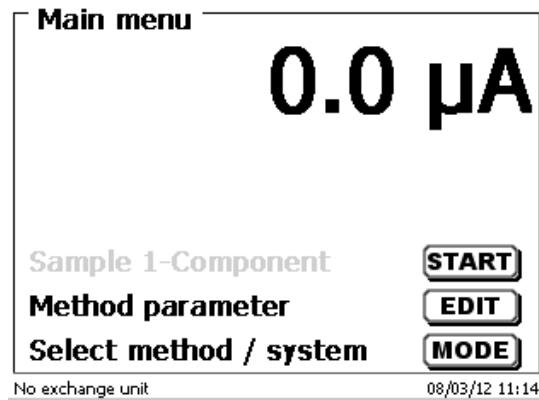 Main menu
0.0 µA
Sample 1-Component START
Method parameter EDIT
Select method / system MODE
No exchange unit 08/03/12 11:14